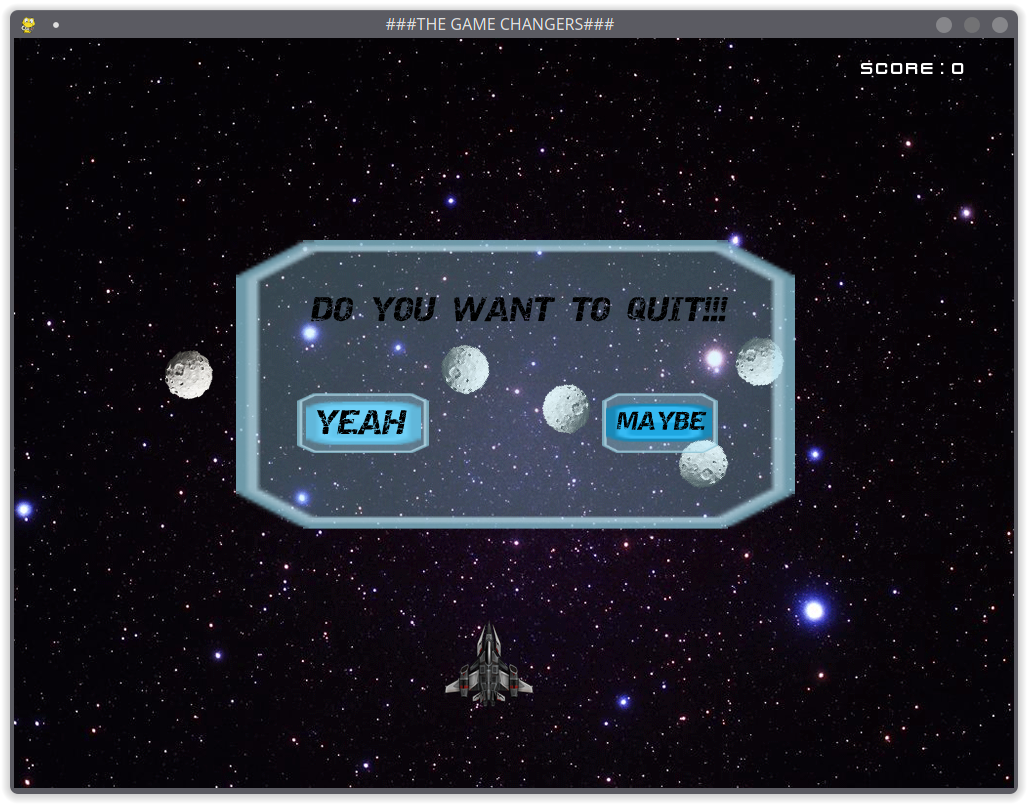 ###THE GAME CHANGERS###
SCORE : 0
DO YOU WANT TO QUIT!!!
YEAH MAYBE